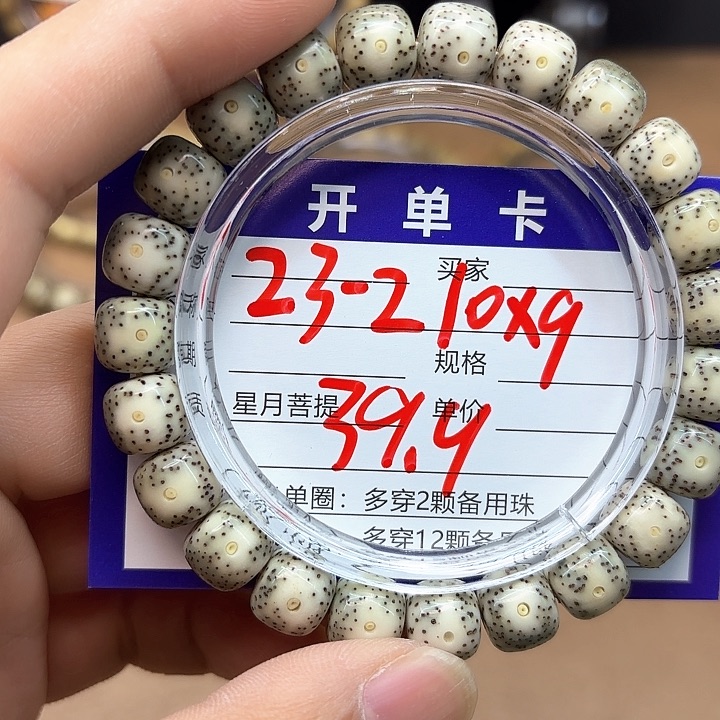 开单卡
买家
23-2 10x9
规格
星月菩提 单价
39.9
单圈：多穿2颗备用珠
多穿12颗备